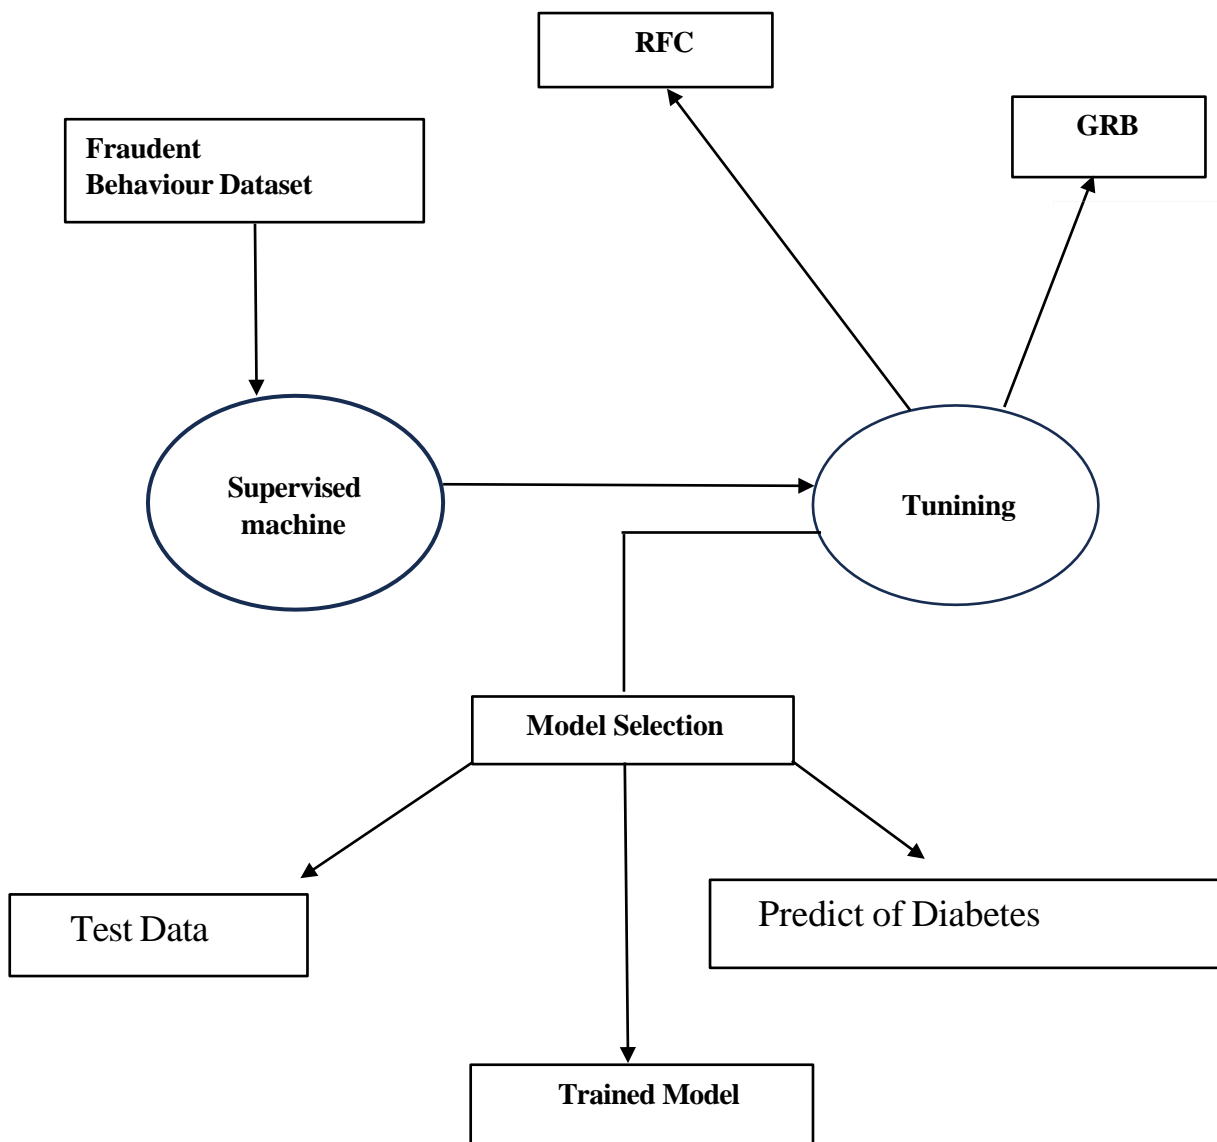 RFC
GRB
Fraudent
Behaviour Dataset
Supervised
machine
Tunining
Model Selection
Test Data
Predict of Diabetes
Trained Model